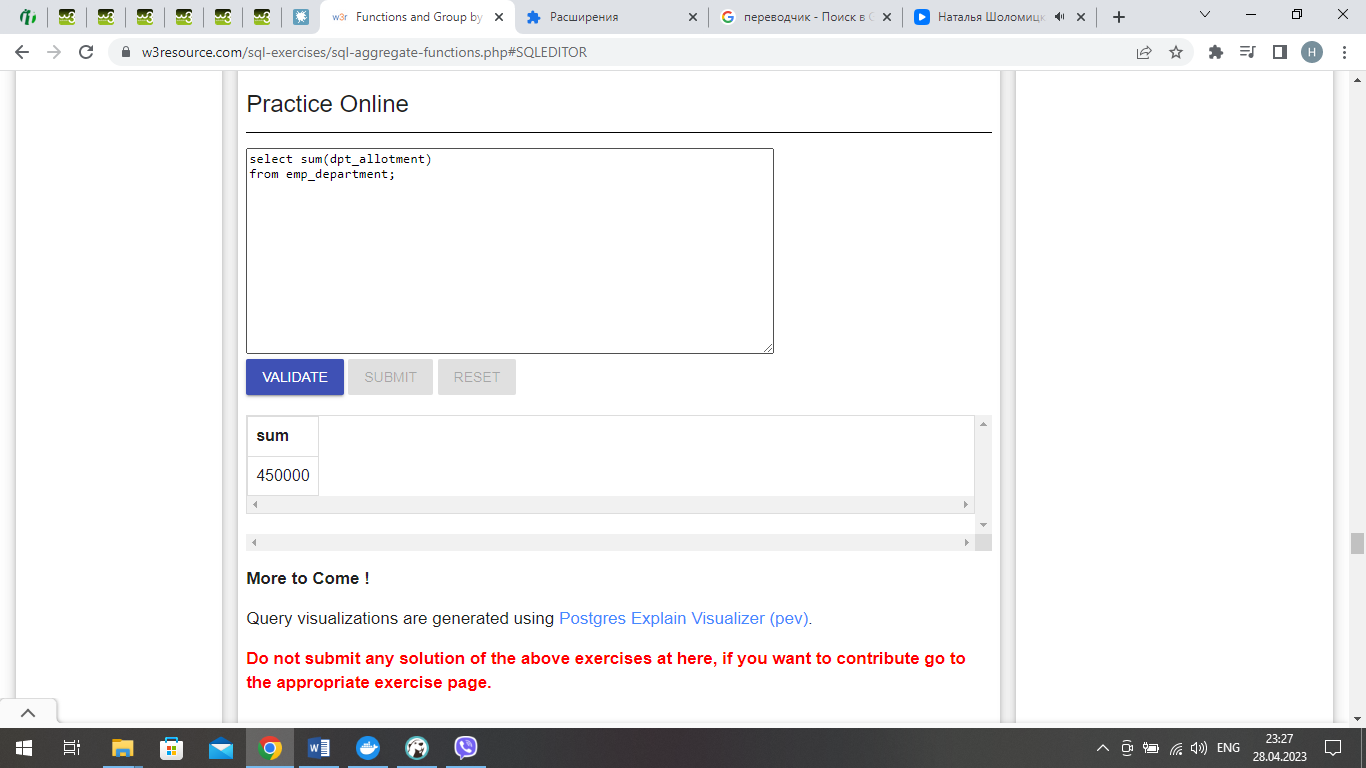 w3r Functions and Group by
Расширения
переводчик - Поиск в
Наталья Шоломицк
w3resource.com/sql-exercises/sql-aggregate-functions.php#SQLEDITOR
H
Practice Online
select sum(dpt_allotment)
from emp_department;
VALIDATE SUBMIT RESET
sum
450000
More to Come !
Query visualizations are generated using Postgres Explain Visualizer (pev).
Do not submit any solution of the above exercises at here, if you want to contribute go to
the appropriate exercise page.
ENG
23:27
28.04.2023